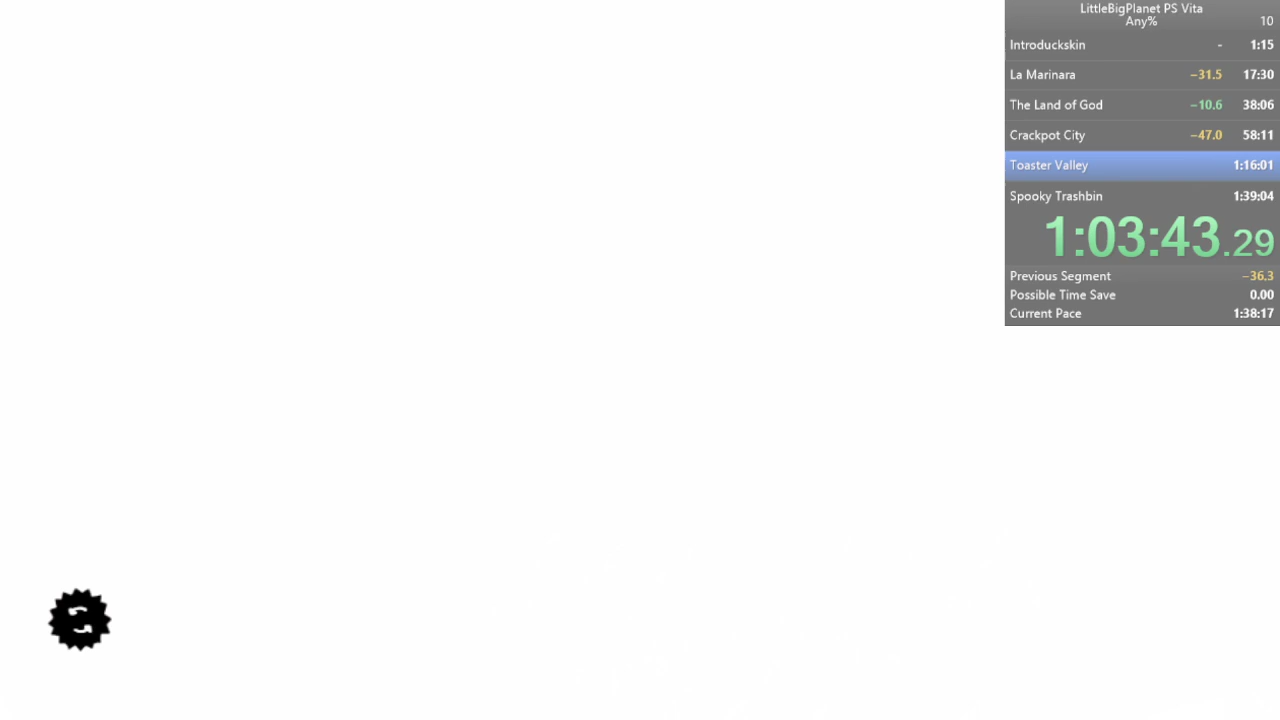 LittleBigPlanet PS Vita
Any% 10
Introduckskin - 1:15
La Marinara −31.5 17:30
The Land of God −10.6 38:06
Crackpot City −47.0 58:11
Toaster Valley 1:16:01
Spooky Trashbin 1:39:04
1:03:43.29
Previous Segment −36.3
Possible Time Save 0.00
Current Pace 1:38:17